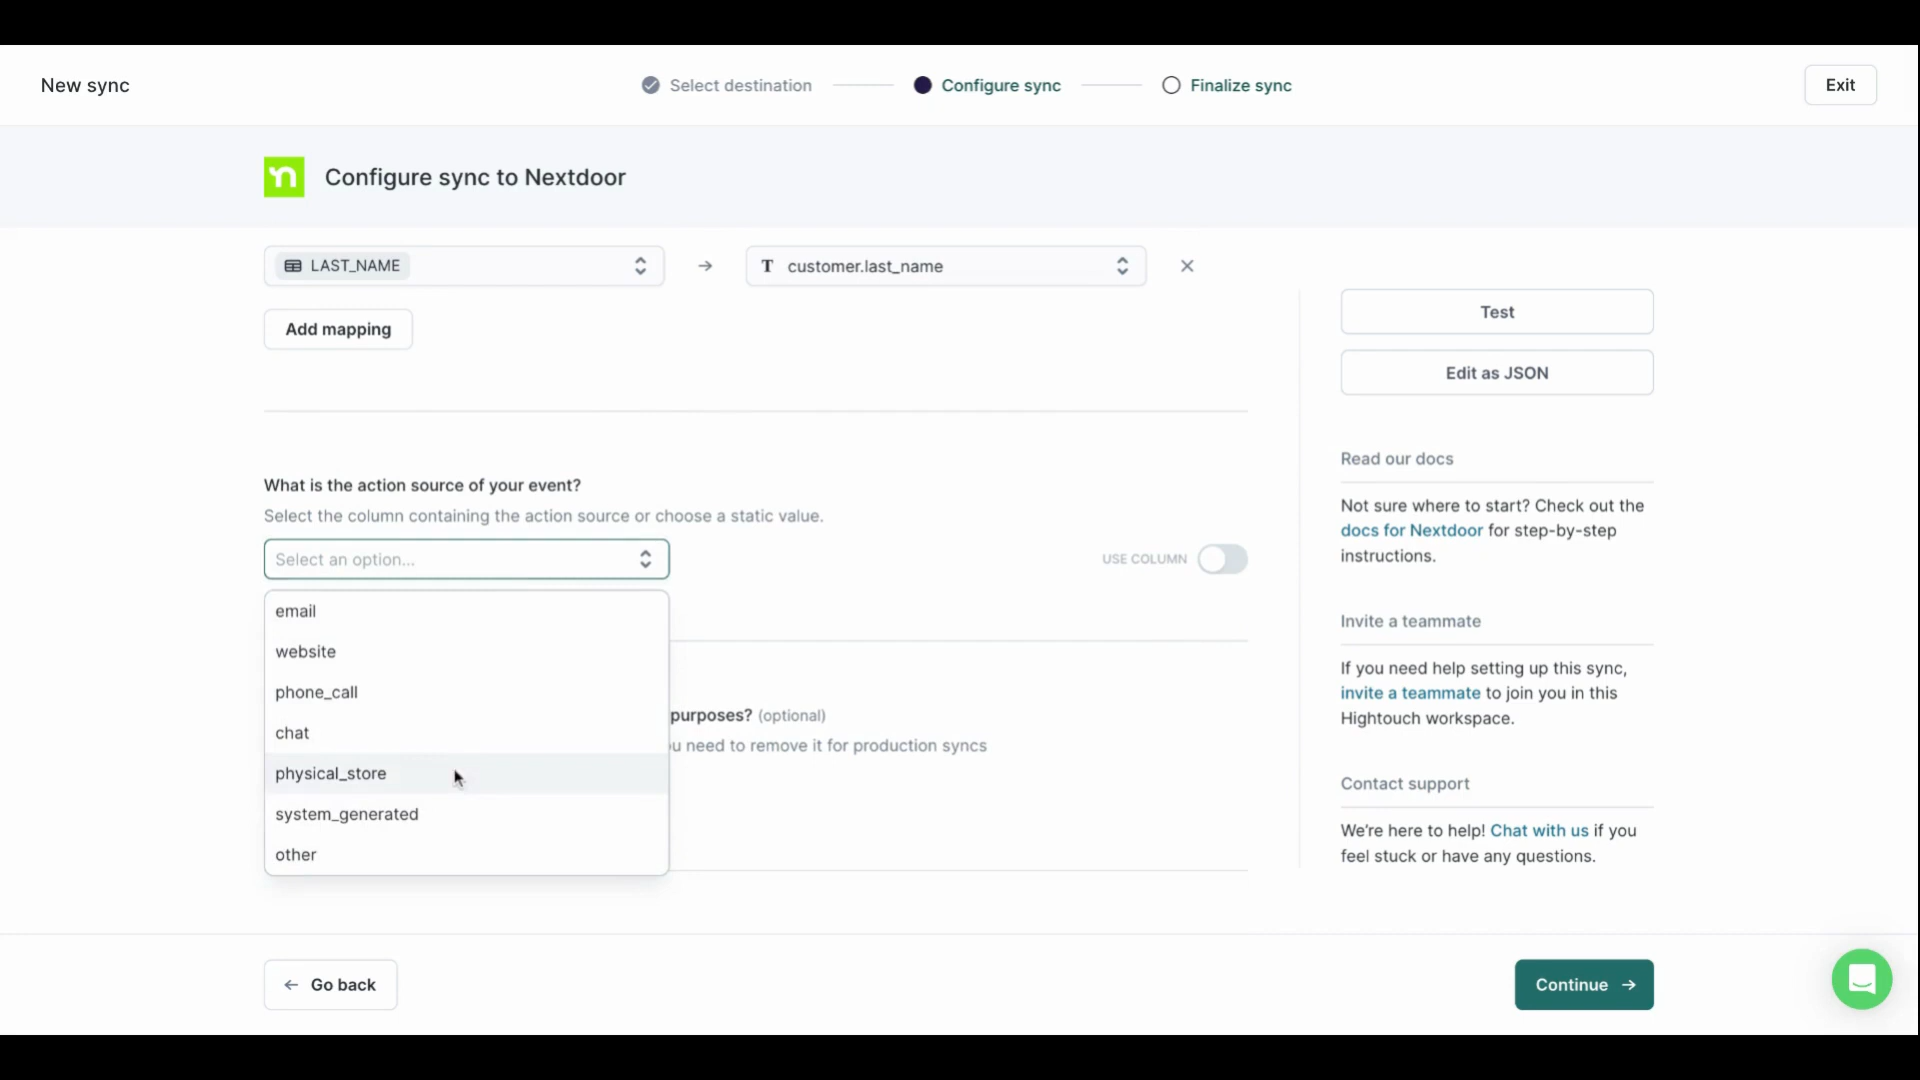 New sync
Select destination
Configure sync
Finalize sync
Exit
Configure sync to Nextdoor
LAST_NAME
T customer.last_name
Add mapping
What is the action source of your event?
Select the column containing the action source or choose a static value.
Select an option...
USE COLUMN
email
website
phone_call
chat
physical_store
system_generated
other
purposes? (optional)
u need to remove it for production syncs
Test
Edit as JSON
Read our docs
Not sure where to start? Check out the
docs for Nextdoor for step-by-step
instructions.
Invite a teammate
If you need help setting up this sync,
invite a teammate to join you in this
Hightouch workspace.
Contact support
We're here to help! Chat with us if you
feel stuck or have any questions.
Go back
Continue